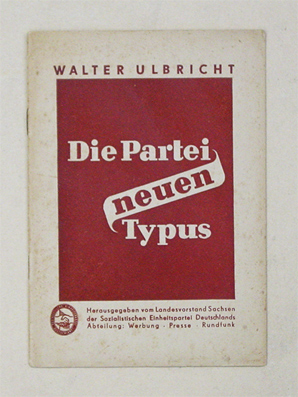 WALTER ULBRICHT
Die Partei
neuen
Typus
Herausgegeben vom Landesvorstand Sachsen
der Sozialistischen Einheitspartei Deutschlands
Abteilung: Werbung · Presse · Rundfunk